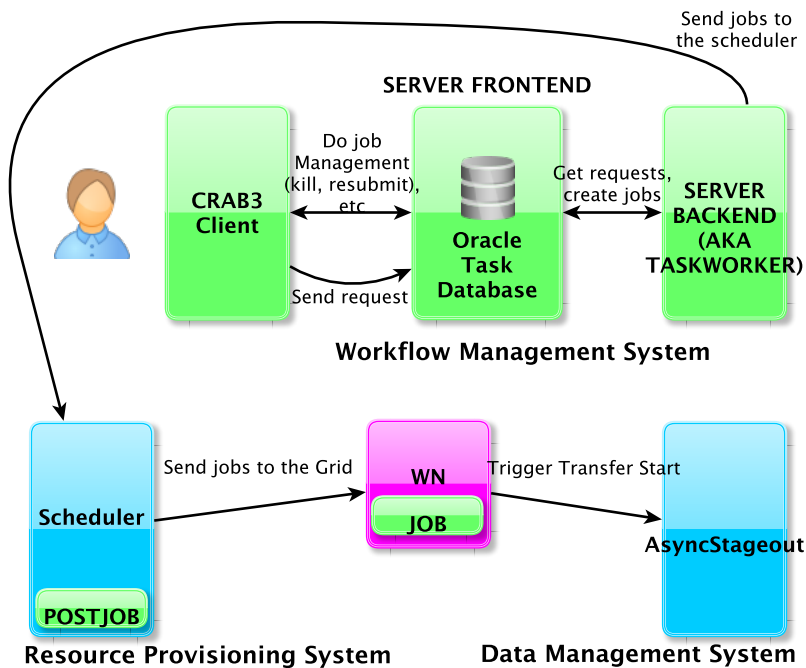 Send jobs to
the scheduler
SERVER FRONTEND
Do job
Management
(kill, resubmit),
etc
Get requests,
create jobs
CRAB3
Client
SERVER
BACKEND
(AKA
TASKWORKER)
Oracle
Task
Database
Send request
Workflow Management System
Send jobs to the Grid
WN
Trigger Transfer Start
Scheduler
JOB
AsyncStageout
POSTJOB
Resource Provisioning System
Data Management System